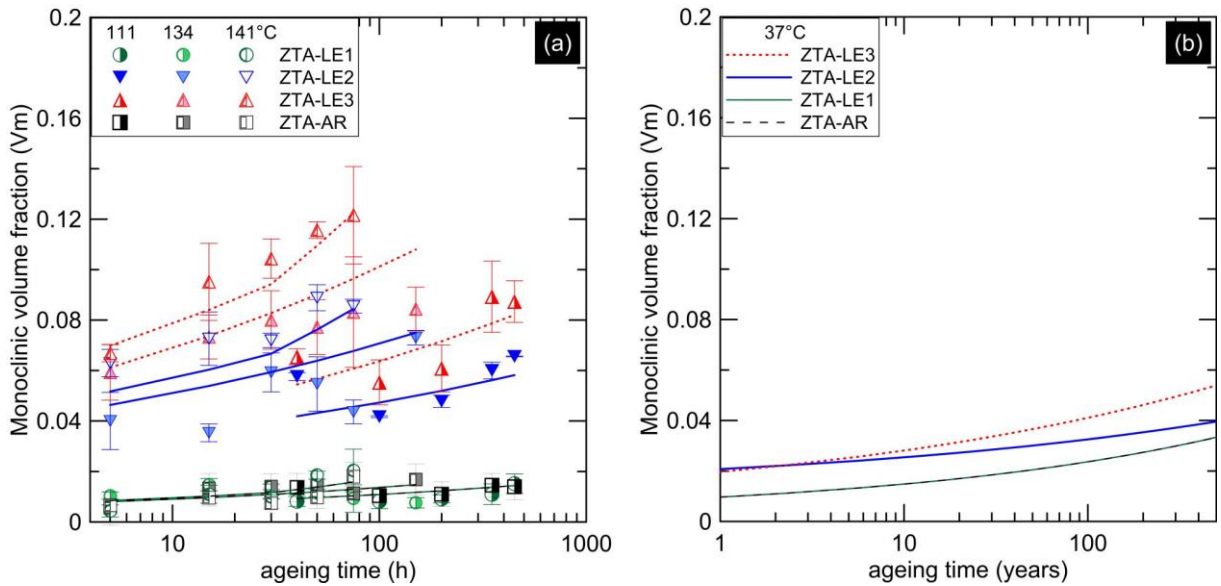 0.2
0.16
0.12
0.08
0.04
0
Monoclinic volume fraction (Vm)
111 134 141°C
ZTA-LE1
ZTA-LE2
ZTA-LE3
ZTA-AR
(a)
10 100 1000
ageing time (h)
0.2
0.16
0.12
0.08
0.04
0
Monoclinic volume fraction (Vm)
37°C
ZTA-LE3
ZTA-LE2
ZTA-LE1
ZTA-AR
(b)
1 10 100
ageing time (years)